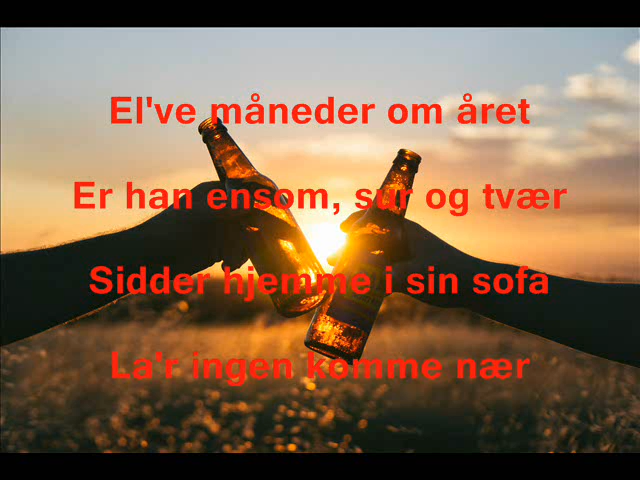 El've måneder om året
Er han ensom, sur og tvær
Sidder hjemme i sin sofa
La'r ingen komme nær